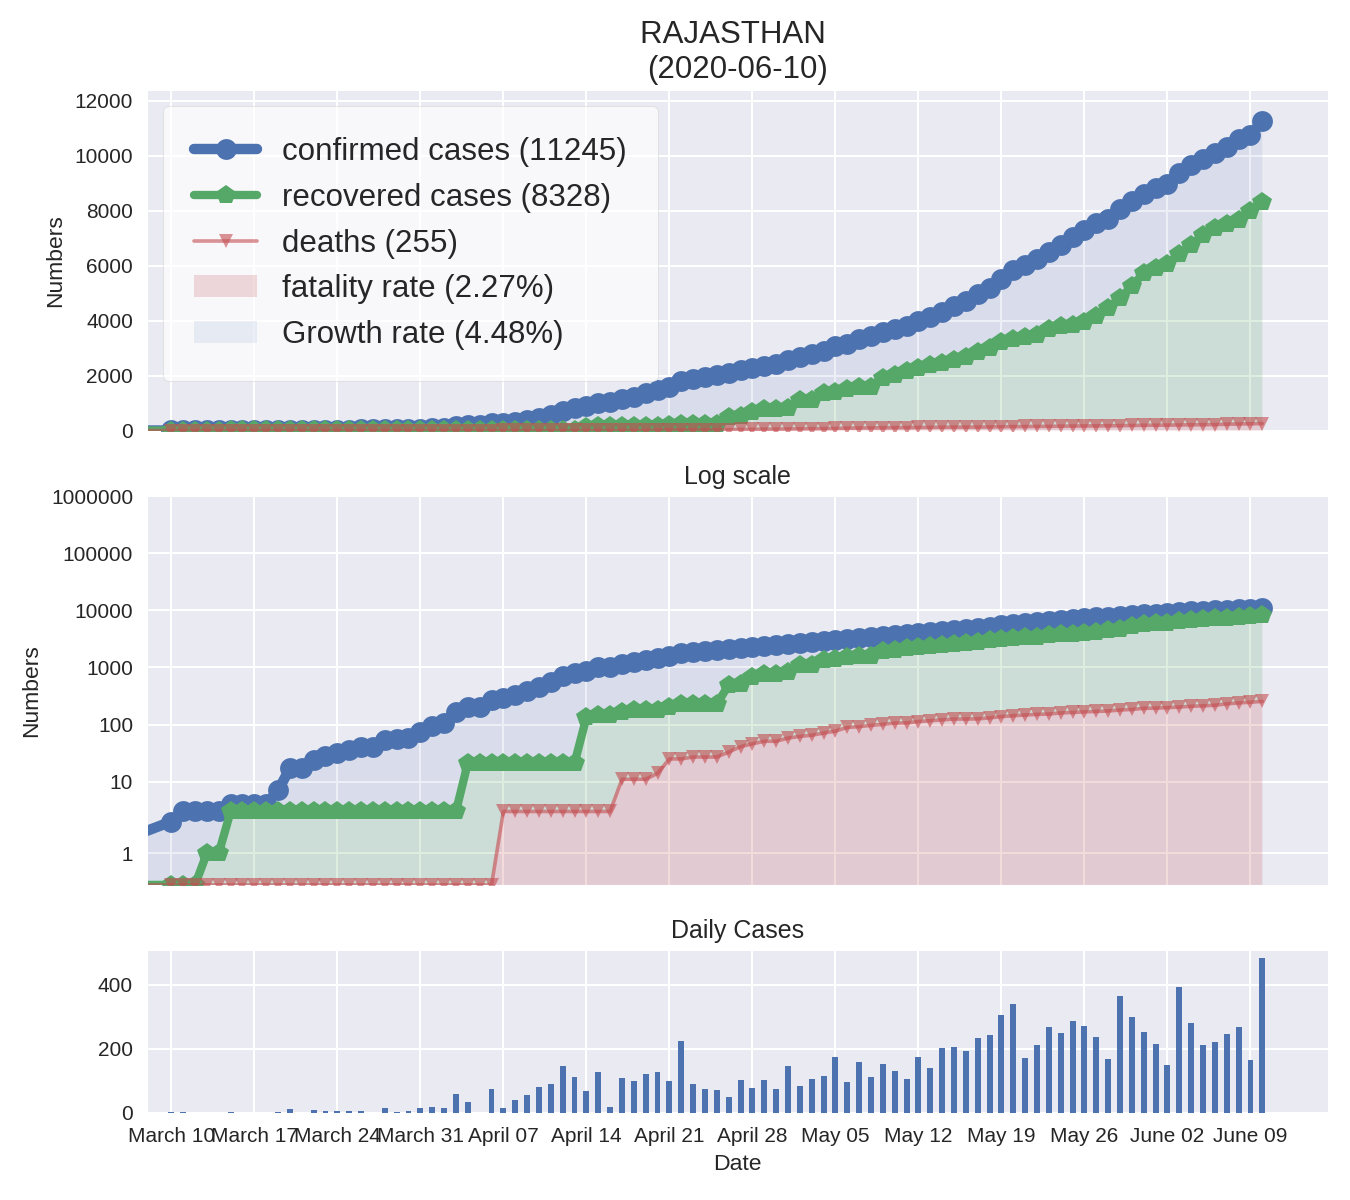 RAJASTHAN
(2020-06-10)
12000
10000
8000
6000
4000
2000
0
Numbers
confirmed cases (11245)
recovered cases (8328)
deaths (255)
fatality rate (2.27%)
Growth rate (4.48%)
Log scale
1000000
100000
10000
1000
100
10
1
Numbers
Daily Cases
400
200
0
March 10 March 17 March 24 March 31 April 07 April 14 April 21 April 28 May 05 May 12 May 19 May 26 June 02 June 09
Date